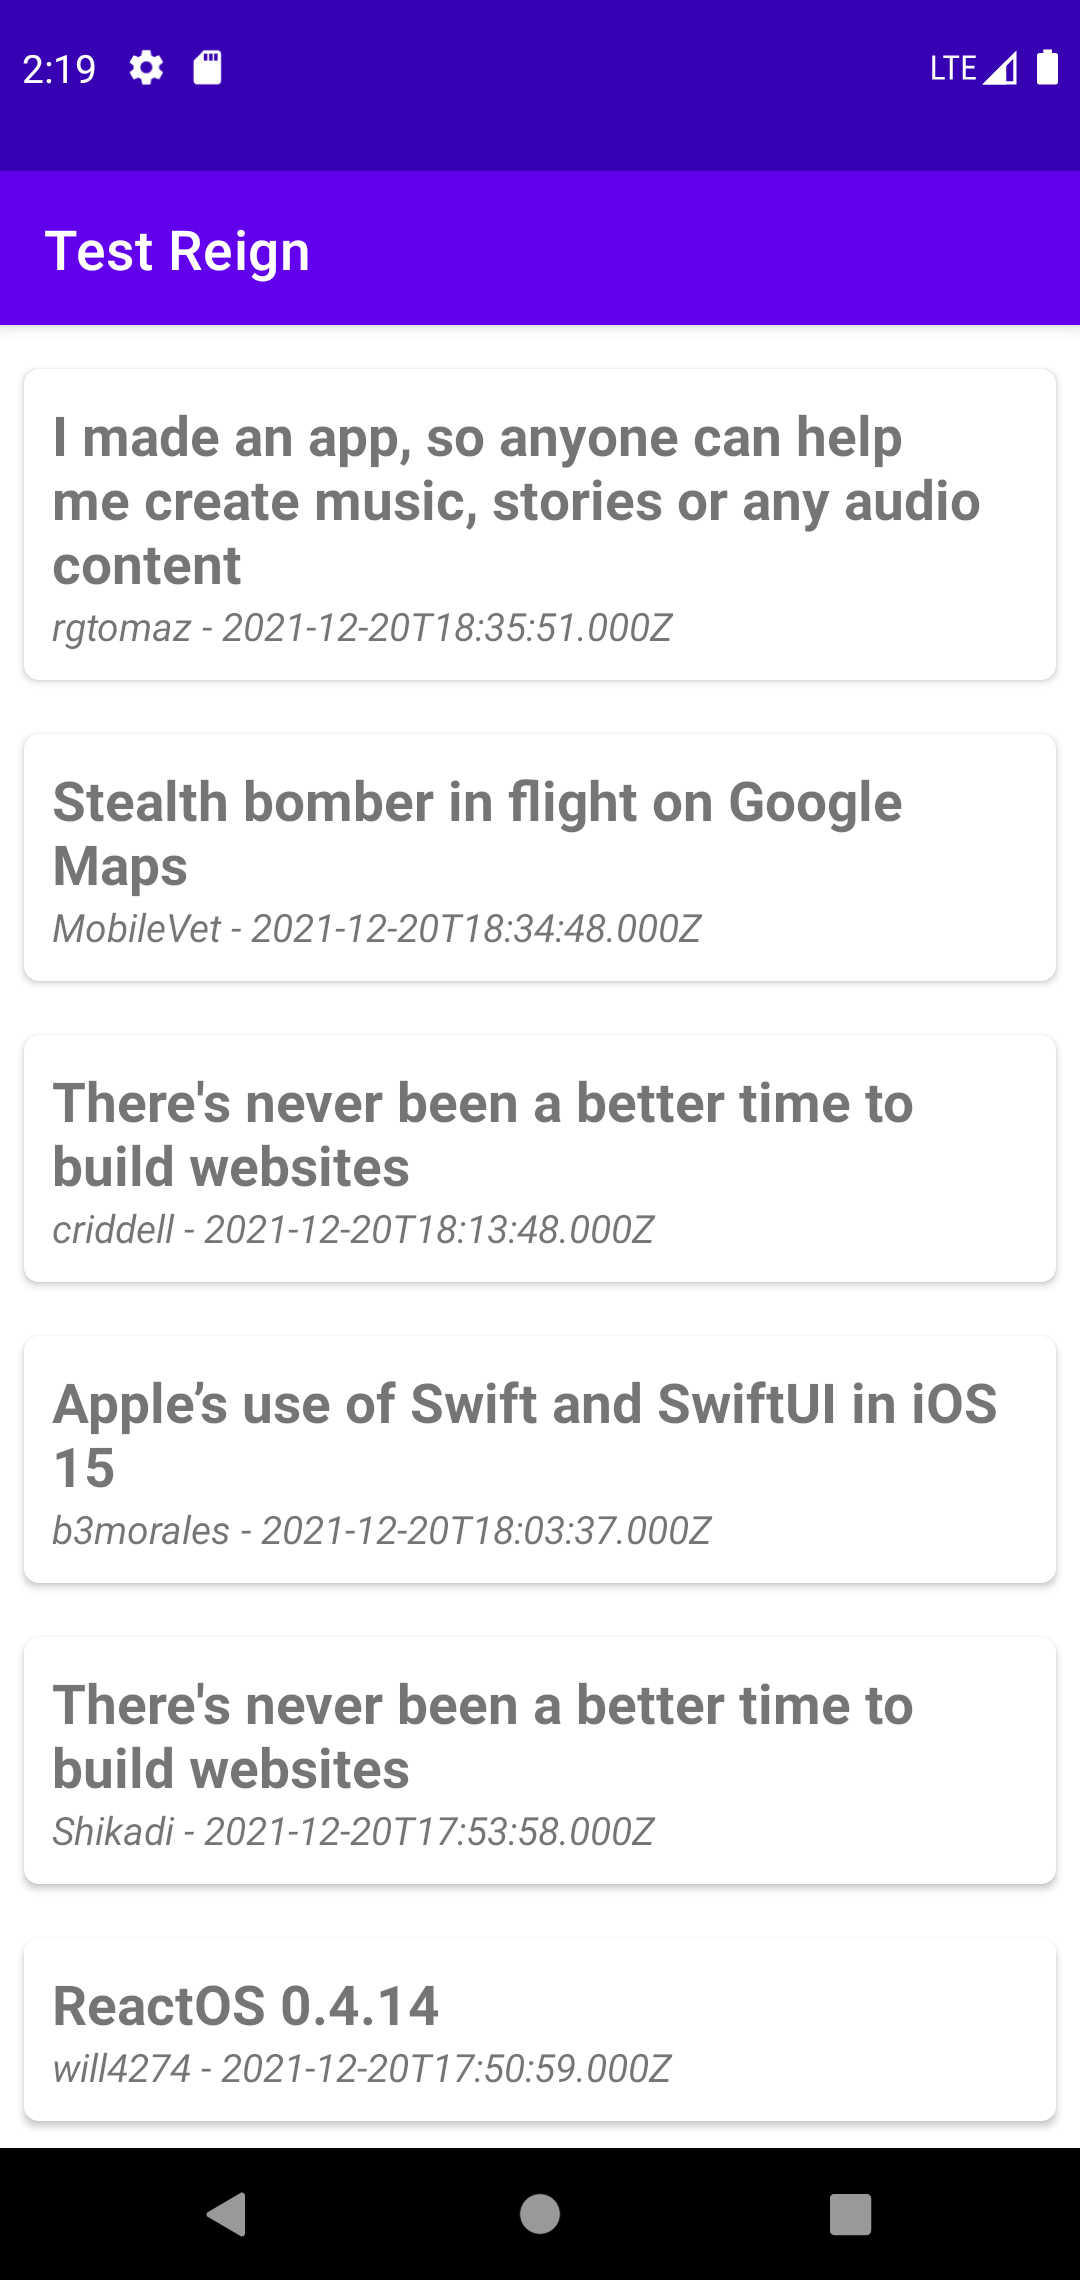 2:19 LTE
Test Reign
I made an app, so anyone can help
me create music, stories or any audio
content
rgtomaz - 2021-12-20T18:35:51.000Z
Stealth bomber in flight on Google
Maps
MobileVet - 2021-12-20T18:34:48.000Z
There's never been a better time to
build websites
criddell - 2021-12-20T18:13:48.000Z
Apple’s use of Swift and SwiftUI in iOS
15
b3morales - 2021-12-20T18:03:37.000Z
There's never been a better time to
build websites
Shikadi - 2021-12-20T17:53:58.000Z
ReactOS 0.4.14
will4274 - 2021-12-20T17:50:59.000Z